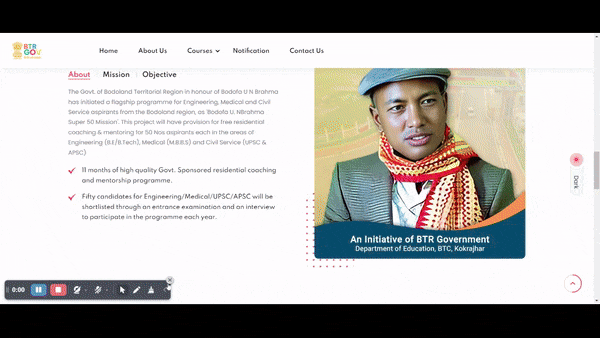 BTR
GOV
Home
About Us
Courses
Notification
Contact Us
About
Mission
Objective
The Govt. of Bodoland Territorial Region in honour of Bodofa U N Brahma
has initiated a flagship programme for Engineering, Medical and Civil
Service aspirants from the Bodoland region, as 'Bodofa U. NBrahma
Super 50 Mission'. This project will have provision for free residential
coaching & mentoring for 50 Nos aspirants each in the areas of
Engineering (B.E/B.Tech), Medical (M.B.B.S) and Civil Service (UPSC &
APSC)
11 months of high quality Govt. Sponsored residential coaching
and mentorship programme.
Fifty candidates for Engineering/Medical/UPSC/APSC will be
shortlisted through an entrance examination and an interview
to participate in the programme each year.
An Initiative of BTR Government
Department of Education, BTC, Kokrajhar
Dark
0:00